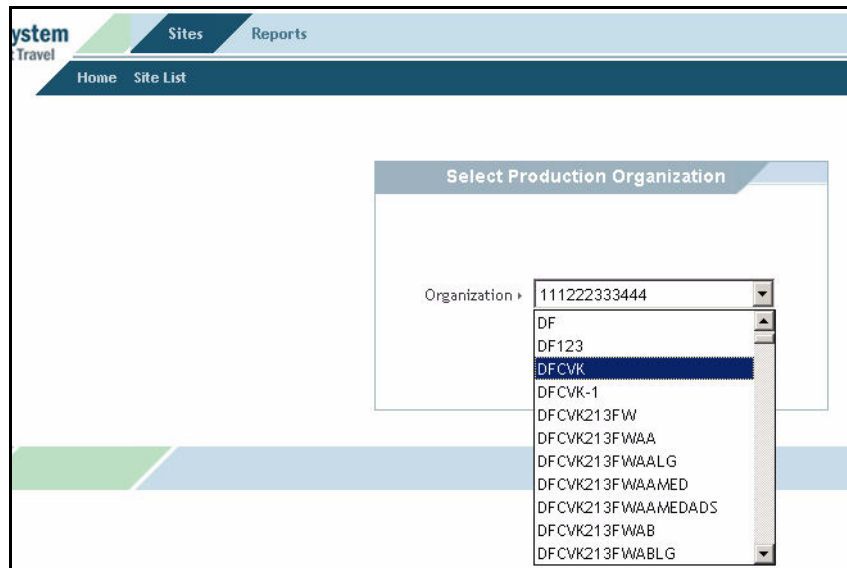 ystem
Travel
Sites Reports
Home Site List
Select Production Organization
Organization 111222333444
DF
DF123
DFCVK
DFCVK-1
DFCVK213FW
DFCVK213FWAA
DFCVK213FWAALG
DFCVK213FWAAMED
DFCVK213FWAAMEDADS
DFCVK213FWAB
DFCVK213FWABLG